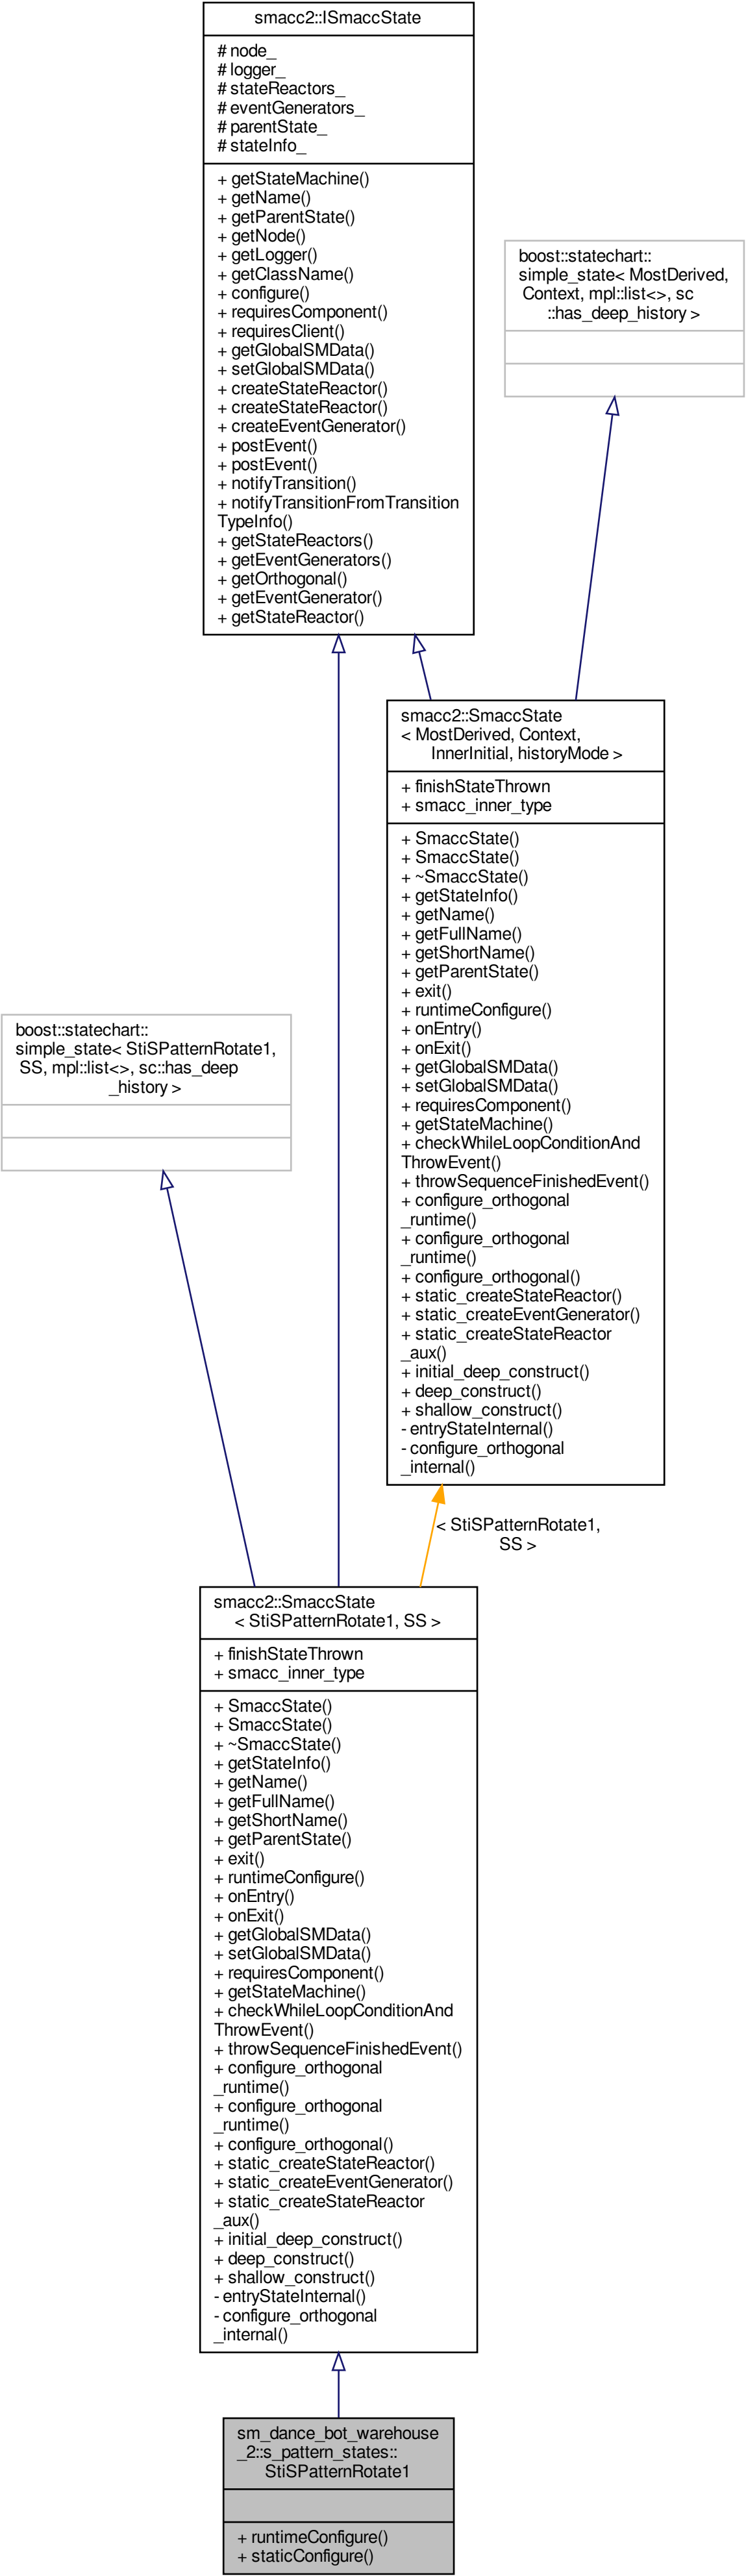 smacc2::ISmaccState
# node_
# logger_
# stateReactors_
# eventGenerators_
# parentState_
# stateInfo_
+ getStateMachine()
+ getName()
+ getParentState()
+ getNode()
+ getLogger()
+ getClassName()
+ configure()
+ requiresComponent()
+ requiresClient()
+ getGlobalSMData()
+ setGlobalSMData()
+ createStateReactor()
+ createStateReactor()
+ createEventGenerator()
+ postEvent()
+ postEvent()
+ notifyTransition()
+ notifyTransitionFromTransition
TypeInfo()
+ getStateReactors()
+ getEventGenerators()
+ getOrthogonal()
+ getEventGenerator()
+ getStateReactor()
boost::statechart::
simple_state< MostDerived,
Context, mpl::list<>, sc
::has_deep_history >
smacc2::SmaccState
< MostDerived, Context,
InnerInitial, historyMode >
+ finishStateThrown
+ smacc_inner_type
+ SmaccState()
+ SmaccState()
+ ~SmaccState()
+ getStateInfo()
+ getName()
+ getFullName()
+ getShortName()
+ getParentState()
+ exit()
+ runtimeConfigure()
+ onEntry()
+ onExit()
+ getGlobalSMData()
+ setGlobalSMData()
+ requiresComponent()
+ getStateMachine()
+ checkWhileLoopConditionAnd
ThrowEvent()
+ throwSequenceFinishedEvent()
+ configure_orthogonal
_runtime()
+ configure_orthogonal
_runtime()
+ configure_orthogonal()
+ static_createStateReactor()
+ static_createEventGenerator()
+ static_createStateReactor
_aux()
+ initial_deep_construct()
+ deep_construct()
+ shallow_construct()
- entryStateInternal()
- configure_orthogonal
_internal()
boost::statechart::
simple_state< StiSPatternRotate1,
SS, mpl::list<>, sc::has_deep
_history >
< StiSPatternRotate1,
SS >
smacc2::SmaccState
< StiSPatternRotate1, SS >
+ finishStateThrown
+ smacc_inner_type
+ SmaccState()
+ SmaccState()
+ ~SmaccState()
+ getStateInfo()
+ getName()
+ getFullName()
+ getShortName()
+ getParentState()
+ exit()
+ runtimeConfigure()
+ onEntry()
+ onExit()
+ getGlobalSMData()
+ setGlobalSMData()
+ requiresComponent()
+ getStateMachine()
+ checkWhileLoopConditionAnd
ThrowEvent()
+ throwSequenceFinishedEvent()
+ configure_orthogonal
_runtime()
+ configure_orthogonal
_runtime()
+ configure_orthogonal()
+ static_createStateReactor()
+ static_createEventGenerator()
+ static_createStateReactor
_aux()
+ initial_deep_construct()
+ deep_construct()
+ shallow_construct()
- entryStateInternal()
- configure_orthogonal
_internal()
sm_dance_bot_warehouse
_2::s_pattern_states::
StiSPatternRotate1
+ runtimeConfigure()
+ staticConfigure()